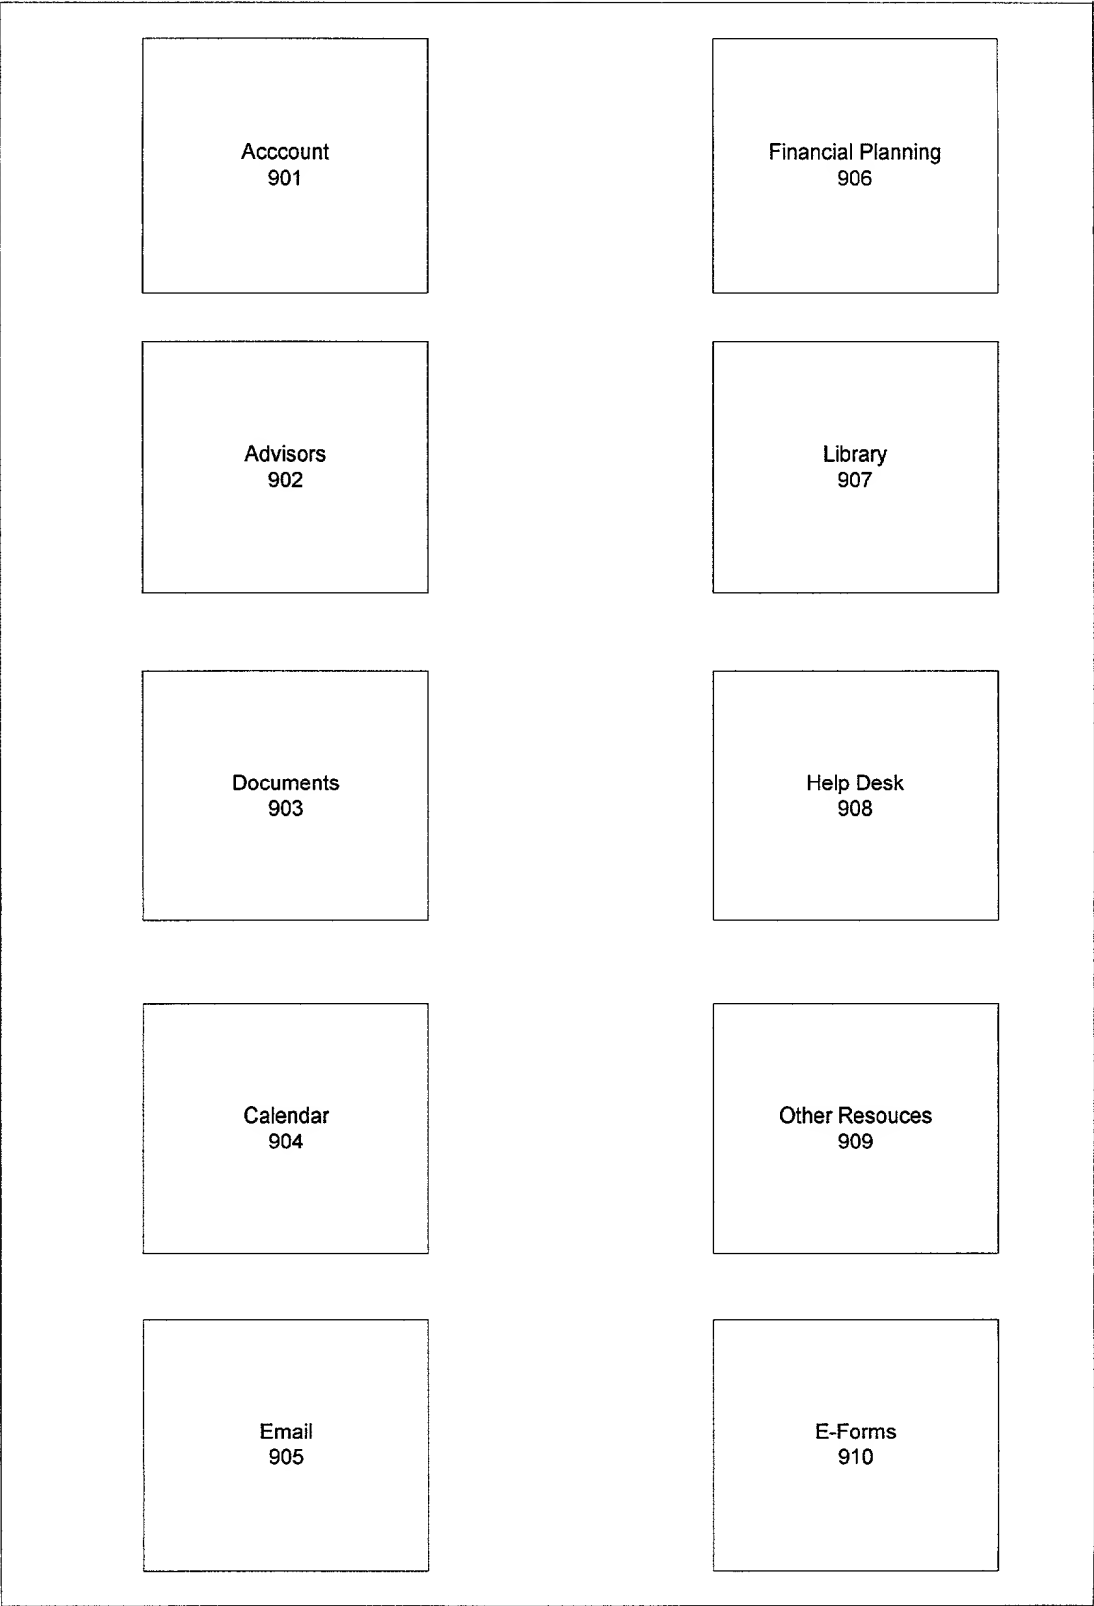 Acccount
901
Advisors
902
Documents
903
Calendar
904
Email
905
Financial Planning
906
Library
907
Help Desk
908
Other Resouces
909
E-Forms
910